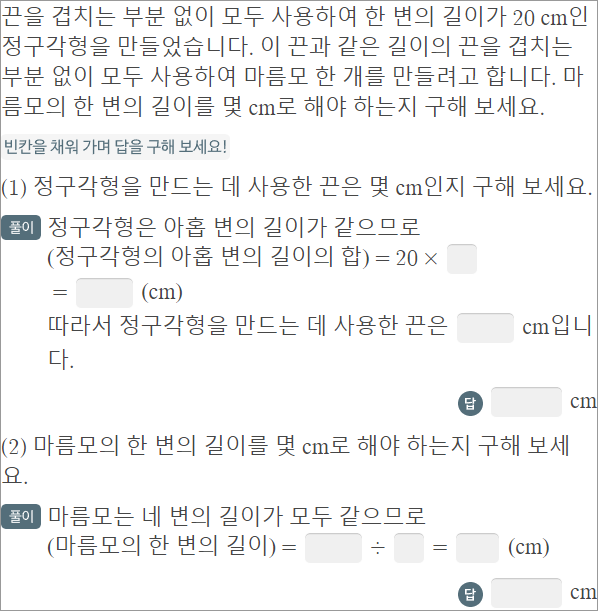 끈을 겹치는 부분 없이 모두 사용하여 한 변의 길이가 20 cm인
정구각형을 만들었습니다. 이 끈과 같은 길이의 끈을 겹치는
부분 없이 모두 사용하여 마름모 한 개를 만들려고 합니다. 마
름모의 한 변의 길이를 몇 cm로 해야 하는지 구해 보세요.
빈칸을 채워 가며 답을 구해 보세요!
(1) 정구각형을 만드는 데 사용한 끈은 몇 cm인지 구해 보세요.
풀이 정구각형은 아홉 변의 길이가 같으므로
(정구각형의 아홉 변의 길이의 합) = 20 ×
= (cm)
따라서 정구각형을 만드는 데 사용한 끈은 cm입니
다.
답 cm
(2) 마름모의 한 변의 길이를 몇 cm로 해야 하는지 구해 보세
요.
풀이 마름모는 네 변의 길이가 모두 같으므로
(마름모의 한 변의 길이) = ÷ = (cm)
답 cm